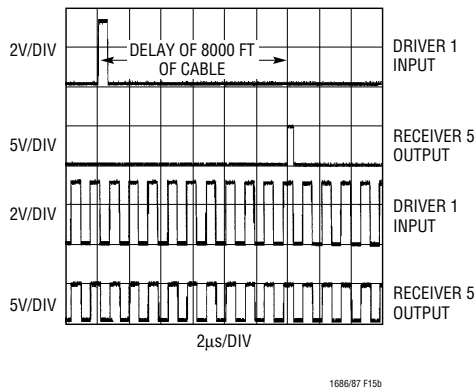 2V/DIV
DELAY OF 8000 FT
OF CABLE
DRIVER 1
INPUT
5V/DIV
RECEIVER 5
OUTPUT
2V/DIV
DRIVER 1
INPUT
5V/DIV
RECEIVER 5
OUTPUT
2µs/DIV
1686/87 F15b